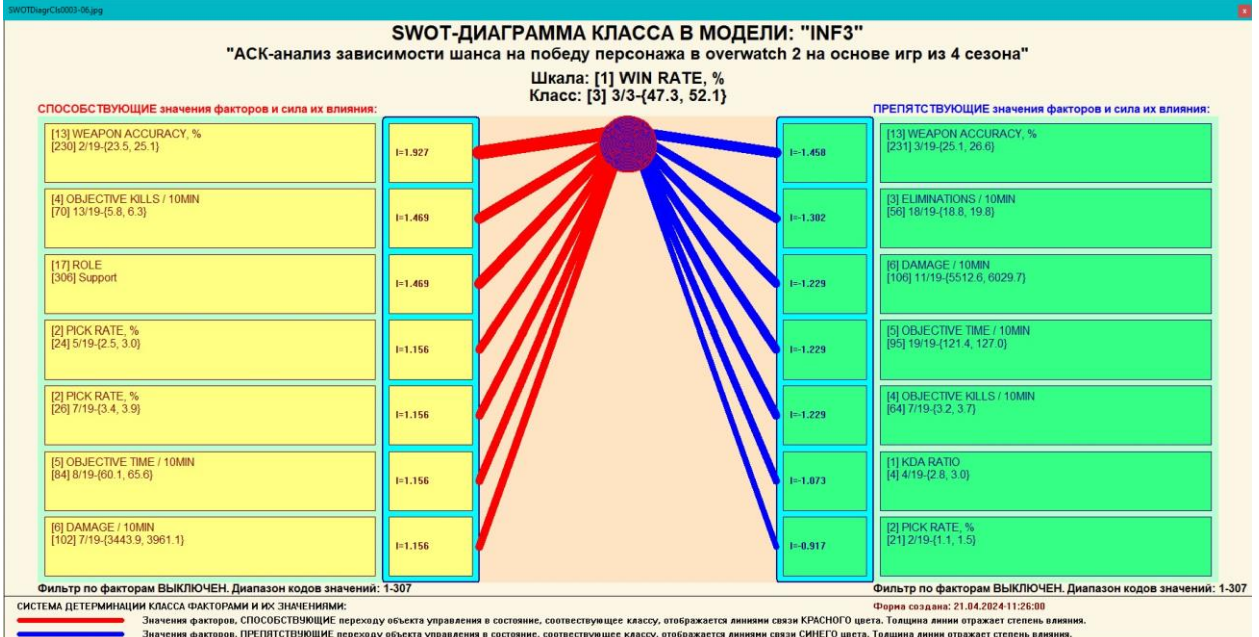 SWOTDiagrCls0003-06.jpg
SWOT-ДИАГРАММА КЛАССА В МОДЕЛИ: "INF3"
"АСК-анализ зависимости шанса на победу персонажа в overwatch 2 на основе игр из 4 сезона"
Шкала: [1] WIN RATE, %
Класс: [3] 3/3-{47.3, 52.1}
СПОСОБСТВУЮЩИЕ значения факторов и сила их влияния:
[13] WEAPON ACCURACY, %
[230] 2/19-{23.5, 25.1}
I=1.927
[4] OBJECTIVE KILLS / 10MIN
[70] 13/19-{5.8, 6.3}
I=1.469
[17] ROLE
[306] Support
I=1.469
[2] PICK RATE, %
[24] 5/19-{2.5, 3.0}
I=1.156
[2] PICK RATE, %
[26] 7/19-{3.4, 3.9}
I=1.156
[5] OBJECTIVE TIME / 10MIN
[84] 8/19-{60.1, 65.6}
I=1.156
[6] DAMAGE / 10MIN
[102] 7/19-{3443.9, 3961.1}
I=1.156
Фильтр по факторам ВЫКЛЮЧЕН. Диапазон кодов значений: 1-307
ПРЕПЯТСТВУЮЩИЕ значения факторов и сила их влияния:
I=-1.458
[13] WEAPON ACCURACY, %
[231] 3/19-{25.1, 26.6}
I=-1.302
[3] ELIMINATIONS / 10MIN
[56] 18/19-{18.8, 19.8}
I=-1.229
[6] DAMAGE / 10MIN
[106] 11/19-{5512.6, 6029.7}
I=-1.229
[5] OBJECTIVE TIME / 10MIN
[95] 19/19-{121.4, 127.0}
I=-1.229
[4] OBJECTIVE KILLS / 10MIN
[64] 7/19-{3.2, 3.7}
I=-1.073
[1] KDA RATIO
[4] 4/19-{2.8, 3.0}
I=-0.917
[2] PICK RATE, %
[21] 2/19-{1.1, 1.5}
Фильтр по факторам ВЫКЛЮЧЕН. Диапазон кодов значений: 1-307
СИСТЕМА ДЕТЕРМИНАЦИИ КЛАССА ФАКТОРАМИ И ИХ ЗНАЧЕНИЯМИ:
Форма создана: 21.04.2024-11:26:00
Значения факторов, СПОСОБСТВУЮЩИЕ переходу объекта управления в состояние, соотвествующее классу, отображается линиями связи КРАСНОГО цвета. Толщина линии отражает степень влияния.
Значения факторов, ПРЕПЯТСТВУЮЩИЕ переходу объекта управления в состояние, соотвествующее классу, отображается линиями связи СИНЕГО цвета. Толщина линии отражает степень влияния.